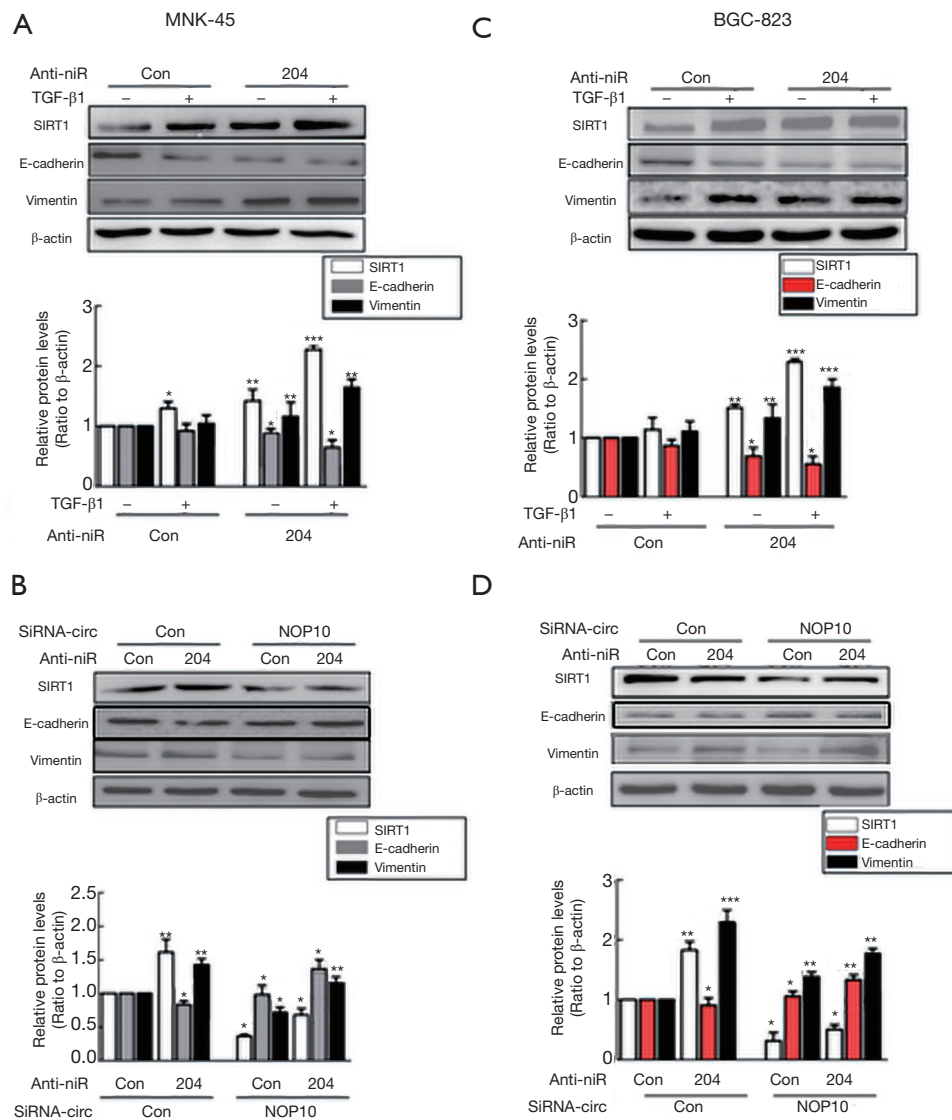 A
MNK-45
Anti-niR Con 204
TGF-β1 – + – +
SIRT1
E-cadherin
Vimentin
β-actin
SIRT1
E-cadherin
Vimentin
Relative protein levels
(Ratio to β-actin)
3
2
1
0
* ** * ** *** * **
TGF-β1 – + – +
Anti-niR Con 204
C
BGC-823
Anti-niR Con 204
TGF-β1 – + – +
SIRT1
E-cadherin
Vimentin
β-actin
SIRT1
E-cadherin
Vimentin
Relative protein levels
(Ratio to β-actin)
3
2
1
0
** * ** *** * ***
TGF-β1 – + – +
Anti-niR Con 204
B
SiRNA-circ Con NOP10
Anti-niR Con 204 Con 204
SIRT1
E-cadherin
Vimentin
β-actin
SIRT1
E-cadherin
Vimentin
Relative protein levels
(Ratio to β-actin)
2.5
2.0
1.5
1.0
0.5
0.0
** * ** * * * * * **
Anti-niR Con 204 Con 204
SiRNA-circ Con NOP10
D
SiRNA-circ Con NOP10
Anti-niR Con 204 Con 204
SIRT1
E-cadherin
Vimentin
β-actin
SIRT1
E-cadherin
Vimentin
Relative protein levels
(Ratio to β-actin)
3
2
1
0
** * *** * * ** * ** **
Anti-niR Con 204 Con 204
SiRNA-circ Con NOP10